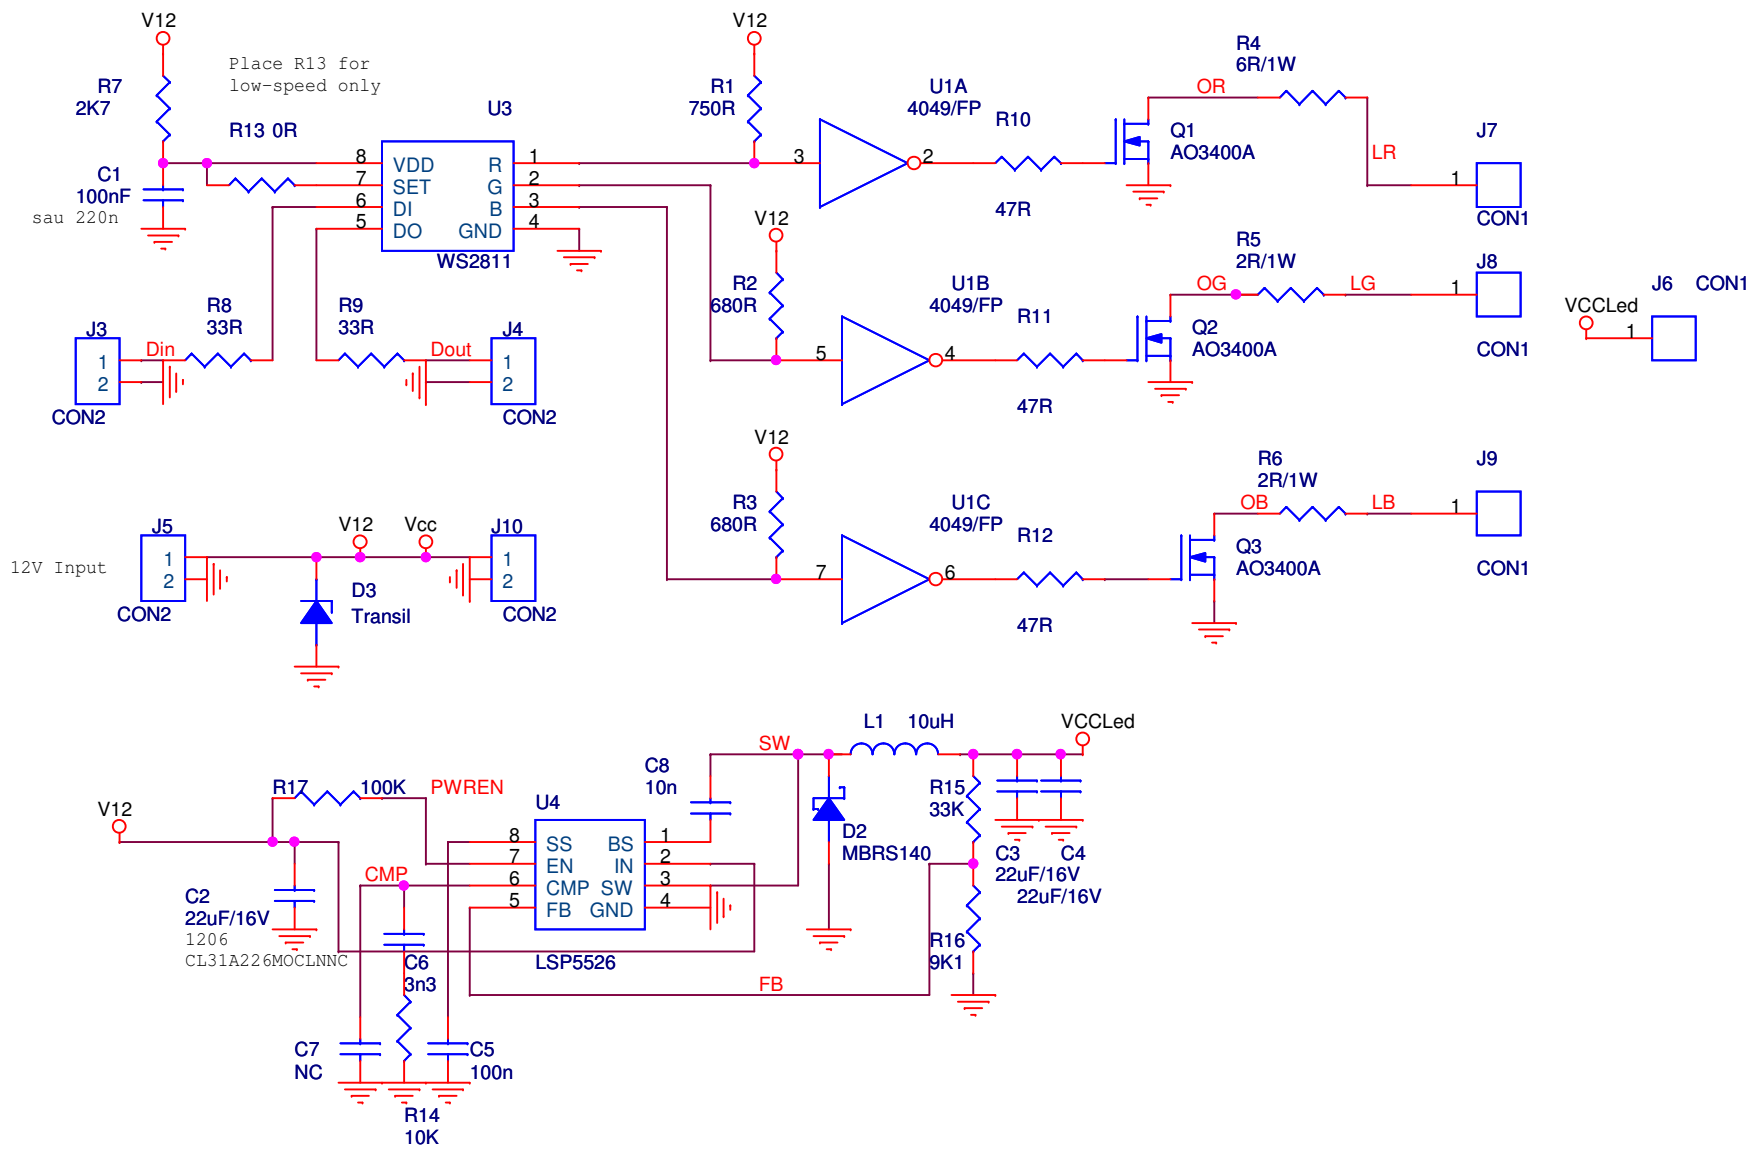 V12
R7
2K7
Place R13 for
low-speed only
R13 0R
C1
100nF
sau 220n
U3
8 VDD R 1
7 SET G 2
6 DI B 3
5 DO GND 4
WS2811
V12
R1
750R
U1A
4049/FP
3
2
R10
47R
Q1
AO3400A
OR
R4
6R/1W
LR
J7
1
CON1
V12
R2
680R
U1B
4049/FP
5
4
R11
47R
Q2
AO3400A
OG
R5
2R/1W
LG
J8
1
CON1
VCCLed
1
J6 CON1
J3
1
2
CON2
Din
R8
33R
R9
33R
Dout
J4
1
2
CON2
V12
R3
680R
U1C
4049/FP
7
6
R12
47R
Q3
AO3400A
OB
R6
2R/1W
LB
J9
1
CON1
12V Input
J5
1
2
CON2
V12
Vcc
D3
Transil
J10
1
2
CON2
V12
R17 100K
PWREN
C2
22uF/16V
1206
CL31A226MOCLNNC
CMP
U4
8 SS BS 1
7 EN IN 2
6 CMP SW 3
5 FB GND 4
LSP5526
C8
10n
SW
L1 10uH
VCCLed
D2
MBRS140
R15
33K
C3
22uF/16V
C4
22uF/16V
R16
9K1
FB
C6
3n3
C7
NC
C5
100n
R14
10K